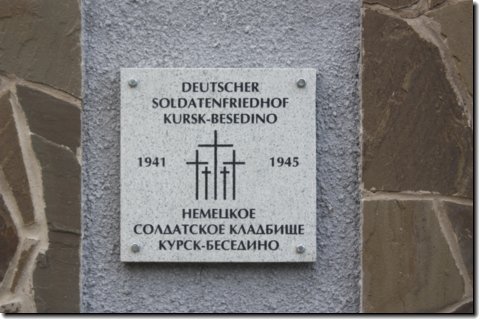 DEUTSCHER
SOLDATENFRIEDHOF
KURSK-BESEDINO
1941 1945
НЕМЕЦКОЕ
СОЛДАТСКОЕ КЛАДБИЩЕ
КУРСК-БЕСЕДИНО